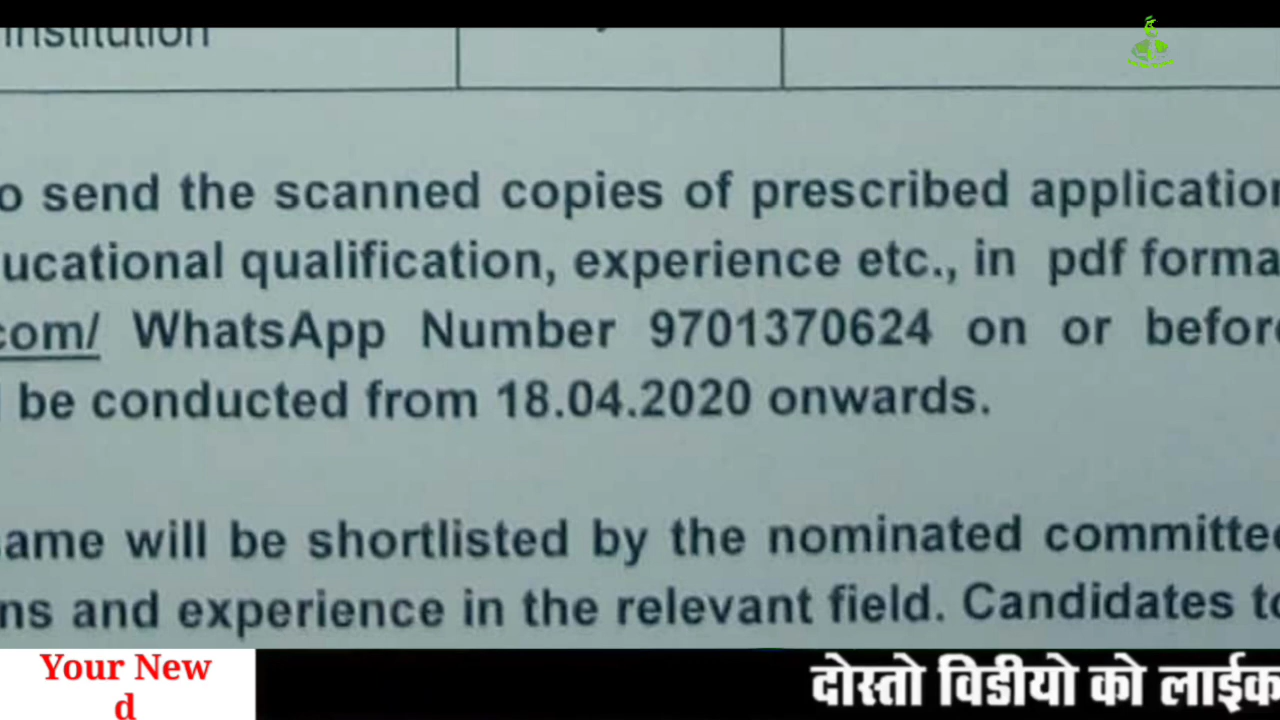 institution
o send the scanned copies of prescribed application
ucational qualification, experience etc., in pdf forma
com/ WhatsApp Number 9701370624 on or before
be conducted from 18.04.2020 onwards.
ame will be shortlisted by the nominated committee
ns and experience in the relevant field. Candidates to
Your New
d
दोस्तो विडीयो को लाईक